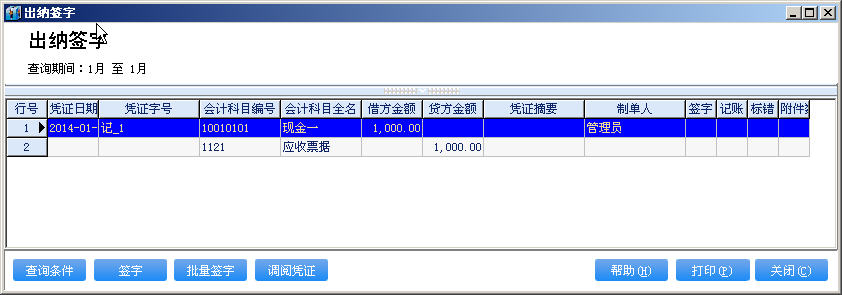 出纳签字
出纳签字
查询期间：1月 至 1月
行号 凭证日期 凭证字号 会计科目编号 会计科目全名 借方金额 贷方金额 凭证摘要 制单人 签字 记账 标错 附件
1 2014-01- 记_1 10010101 现金一 1,000.00 管理员
2 1121 应收票据 1,000.00
查询条件 签字 批量签字 调阅凭证 帮助(H) 打印(P) 关闭(C)